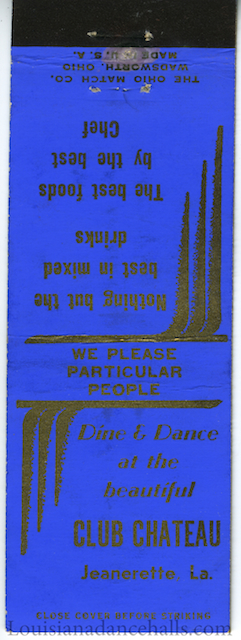 WE PLEASE
PARTICULAR
PEOPLE
Dine & Dance
at the
beautiful
CLUB CHATEAU
Jeanerette, La.
CLOSE COVER BEFORE STRIKING
Nothing but the
best in mixed
drinks
The best foods
by the best
Chef
THE OHIO MATCH CO.
WADSWORTH, OHIO.
MADE IN U. S. A.
Louisianadancehalls.com